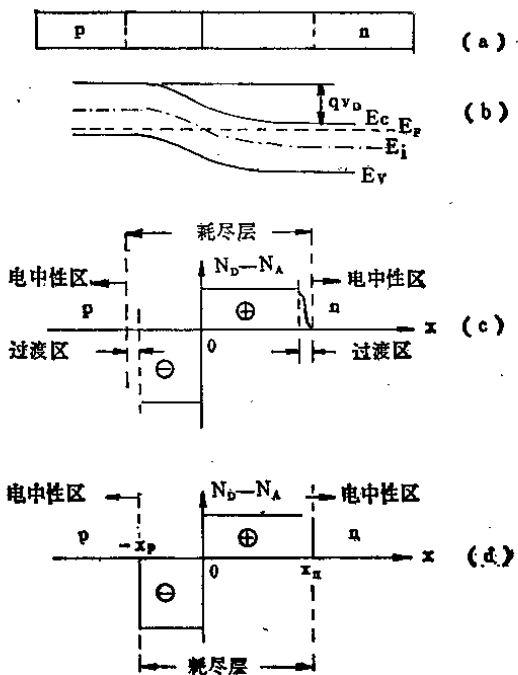 p n (a)
qV_D
E_C
E_F (b)
E_i
E_V
耗尽层
电中性区 N_D—N_A 电中性区
p ⊕ n
0 x (c)
过渡区 ⊖ 过渡区
电中性区 N_D—N_A 电中性区
p -x_p ⊕ n
0 x_n x (d)
⊖
耗尽层